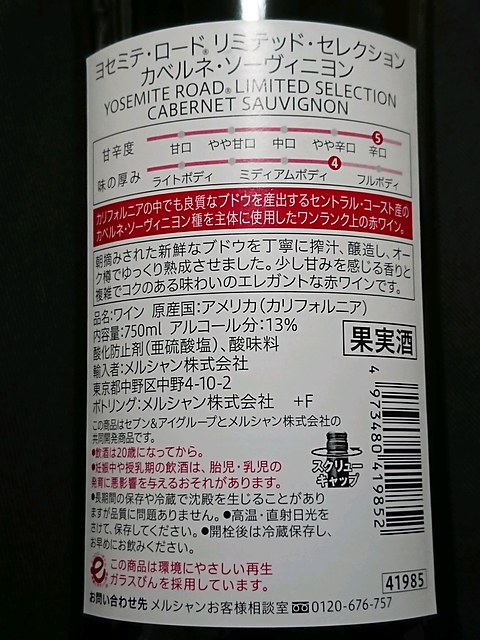 ヨセミテ・ロード®リミテッド・セレクション
カベルネ・ソーヴィニヨン
YOSEMITE ROAD® LIMITED SELECTION
CABERNET SAUVIGNON
甘辛度 甘口 やや甘口 中口 やや辛口 5 辛口
味の厚み ライトボディ ミディアムボディ 4 フルボディ
カリフォルニアの中でも良質なブドウを産出するセントラル・コースト産の
カベルネ・ソーヴィニヨン種を主体に使用したワンランク上の赤ワイン。
朝摘みされた新鮮なブドウを丁寧に搾汁、醸造し、オー
ク樽でゆっくり熟成させました。少し甘みを感じる香りと
複雑でコクのある味わいのエレガントな赤ワインです。
品名:ワイン 原産国:アメリカ(カリフォルニア)
内容量:750ml アルコール分:13%
酸化防止剤(亜硫酸塩)、酸味料
果実酒
輸入者:メルシャン株式会社
東京都中野区中野4-10-2
ボトリング:メルシャン株式会社 +F
この商品はセブン&アイグループとメルシャン株式会社の
共同開発商品です。
●飲酒は20歳になってから。
●妊娠中や授乳期の飲酒は、胎児・乳児の
発育に悪影響を与えるおそれがあります。
スクリュー
キャップ
●長期間の保存や冷蔵で沈殿を生じることがあり
ますが品質に問題ありません。●高温・直射日光を
さけて、保存してください。●開栓後は冷蔵保存し、
お早めにお飲みください。
この商品は環境にやさしい再生
ガラスびんを採用しています。
4 973480 419852
41985
お問い合わせ先 メルシャンお客様相談室 0120-676-757